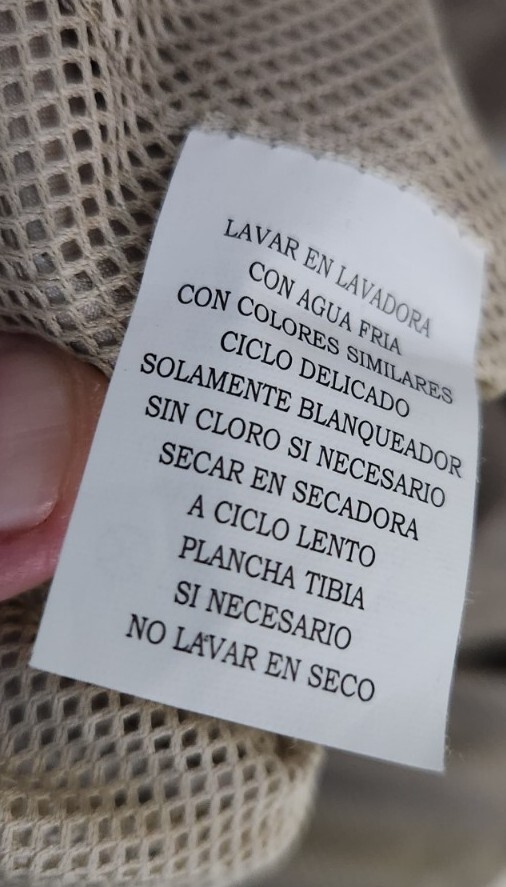 LAVAR EN LAVADORA
CON AGUA FRIA
CON COLORES SIMILARES
CICLO DELICADO
SOLAMENTE BLANQUEADOR
SIN CLORO SI NECESARIO
SECAR EN SECADORA
A CICLO LENTO
PLANCHA TIBIA
SI NECESARIO
NO LAVAR EN SECO